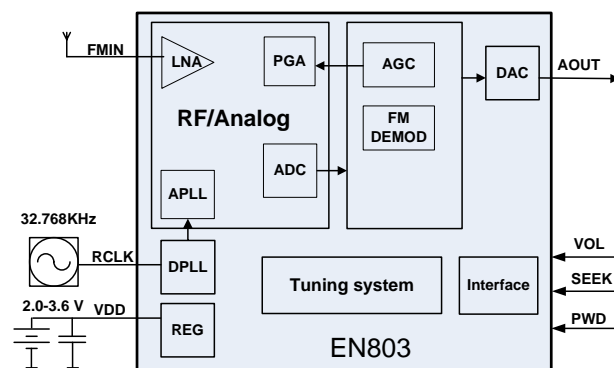 FMIN
LNA
PGA
AGC
DAC
AOUT
RF/Analog
FM
DEMOD
ADC
APLL
32.768KHz
RCLK
DPLL
VOL
SEEK
PWD
Tuning system
Interface
2.0-3.6 V
VDD
REG
EN803